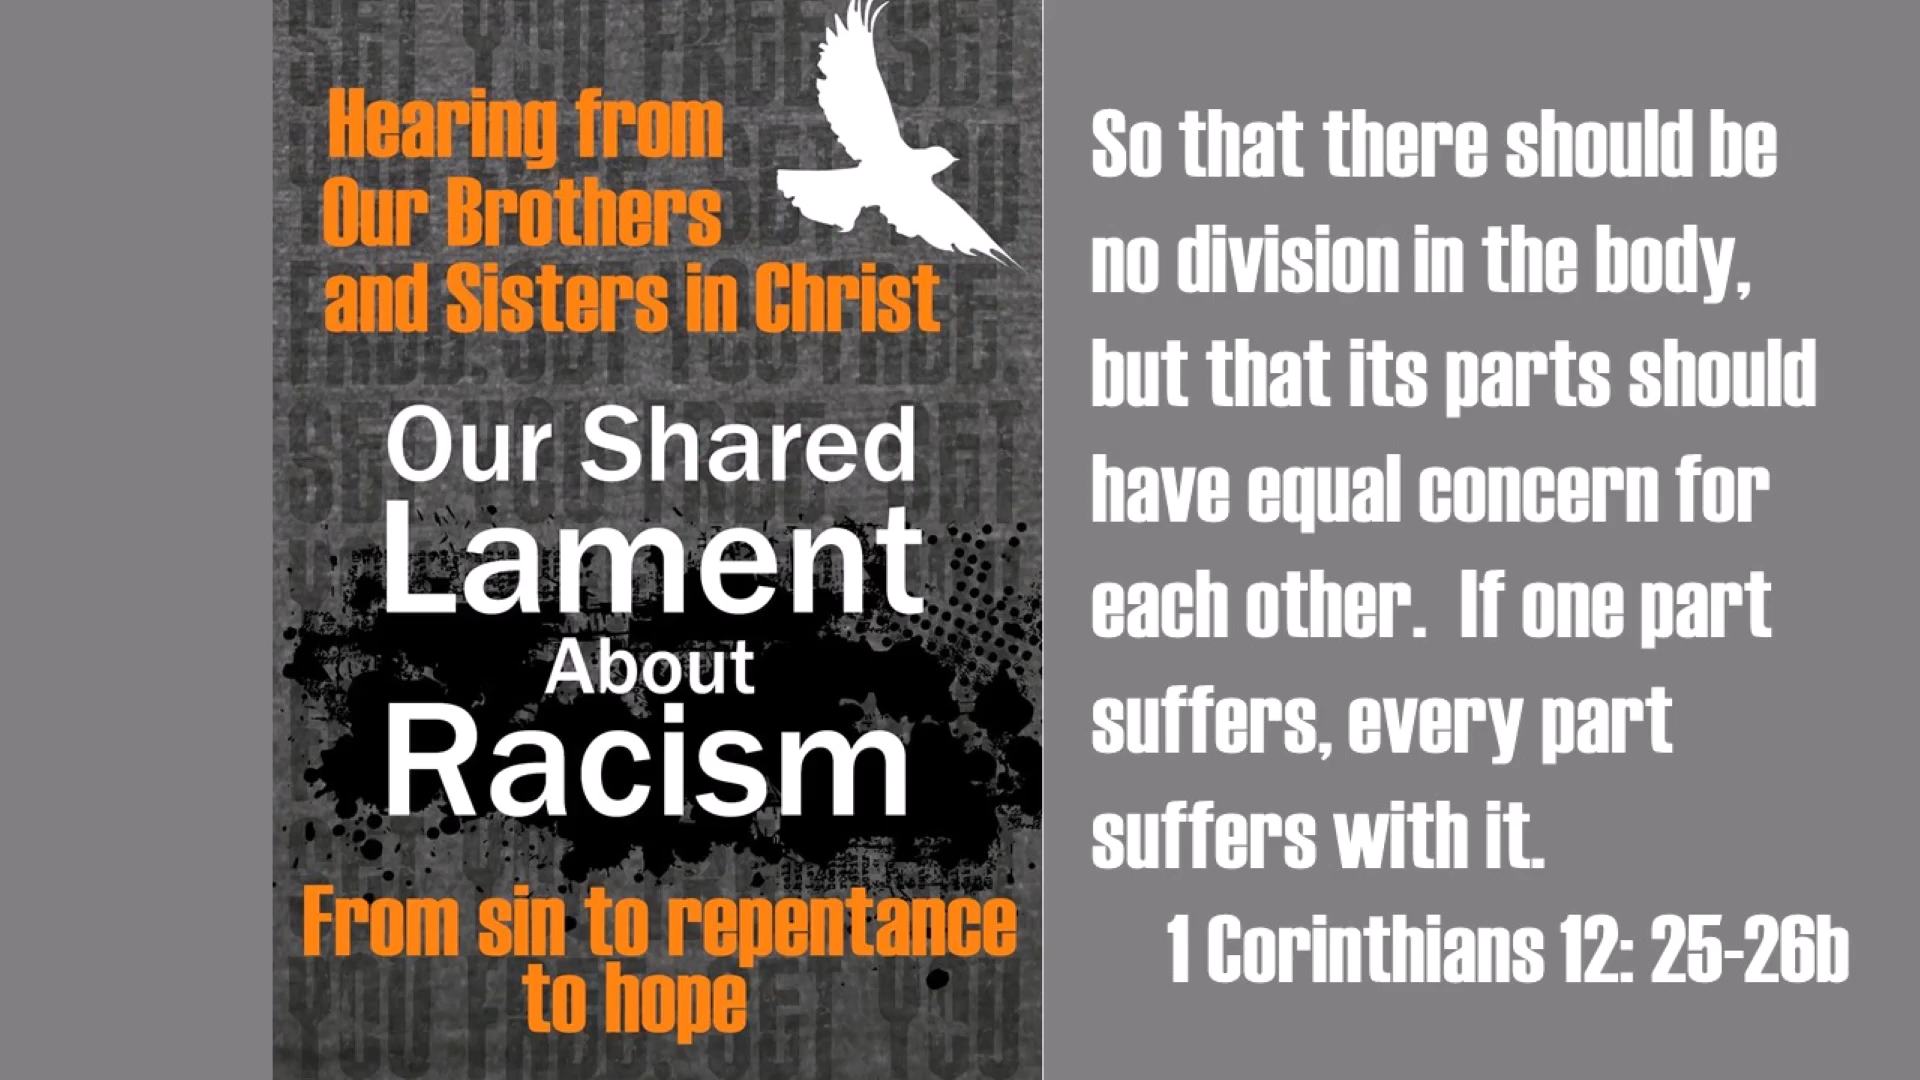 Hearing from
Our Brothers
and Sisters in Christ
Our Shared
Lament
About
Racism
From sin to repentance
to hope
So that there should be
no division in the body,
but that its parts should
have equal concern for
each other. If one part
suffers, every part
suffers with it.
1 Corinthians 12: 25-26b